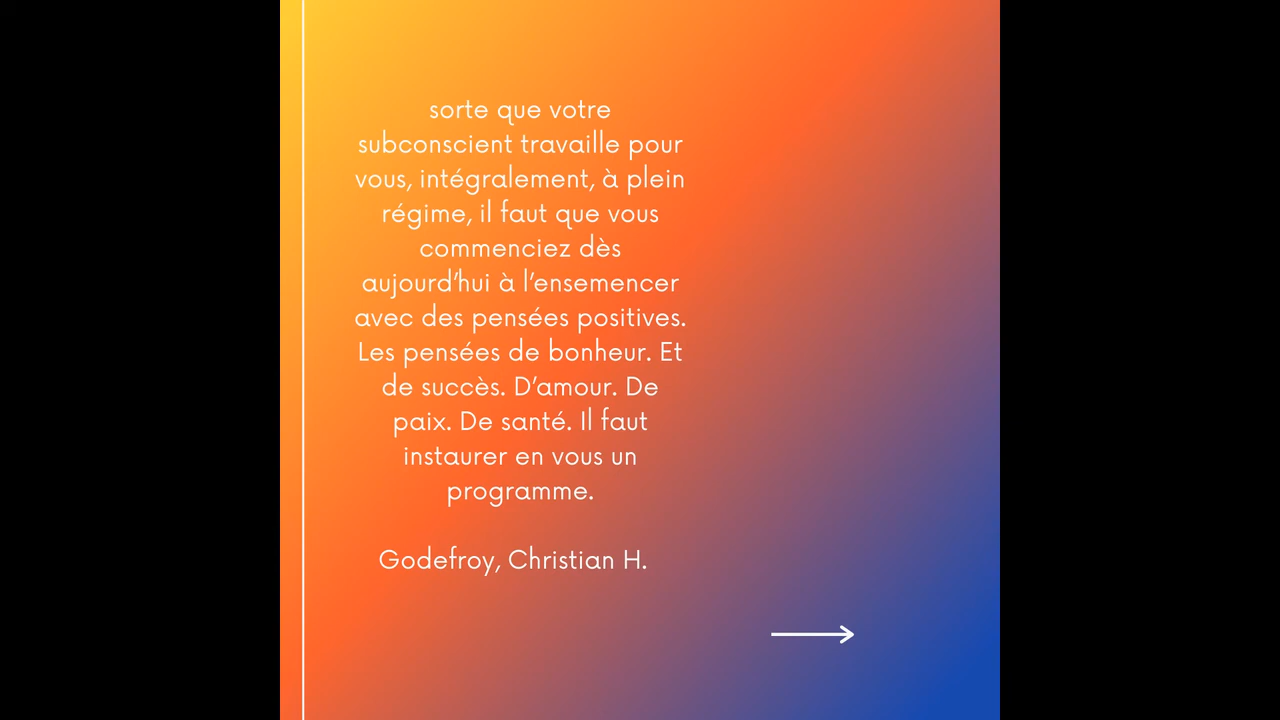 sorte que votre
subconscient travaille pour
vous, intégralement, à plein
régime, il faut que vous
commenciez dès
aujourd’hui à l’ensemencer
avec des pensées positives.
Les pensées de bonheur. Et
de succès. D’amour. De
paix. De santé. Il faut
instaurer en vous un
programme.
Godefroy, Christian H.